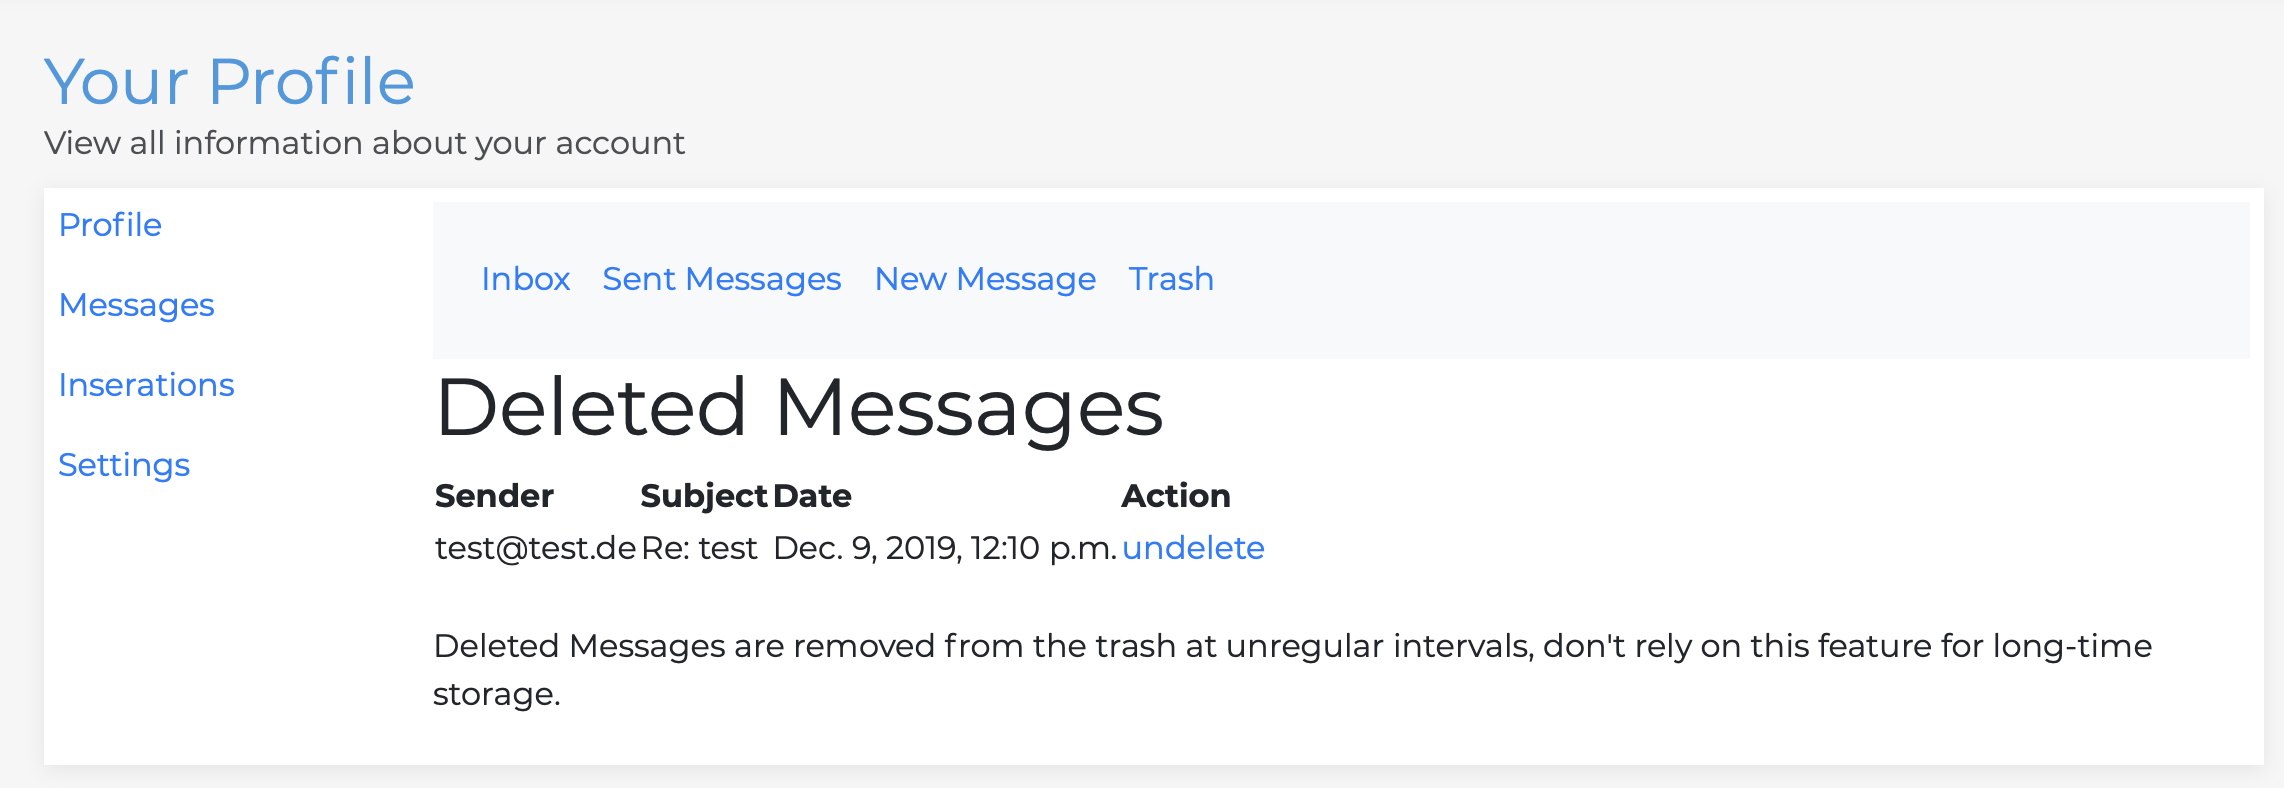 Your Profile
View all information about your account
Profile
Messages
Inserations
Settings
Inbox Sent Messages New Message Trash
Deleted Messages
Sender Subject Date Action
test@test.de Re: test Dec. 9, 2019, 12:10 p.m. undelete
Deleted Messages are removed from the trash at unregular intervals, don't rely on this feature for long-time
storage.